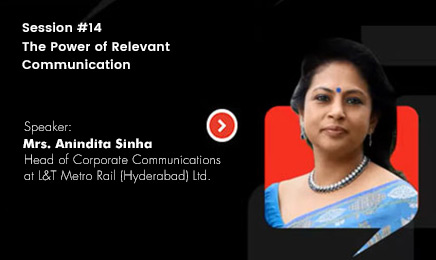 Session #14
The Power of Relevant
Communication
Speaker:
Mrs. Anindita Sinha
Head of Corporate Communications
at L&T Metro Rail (Hyderabad) Ltd.